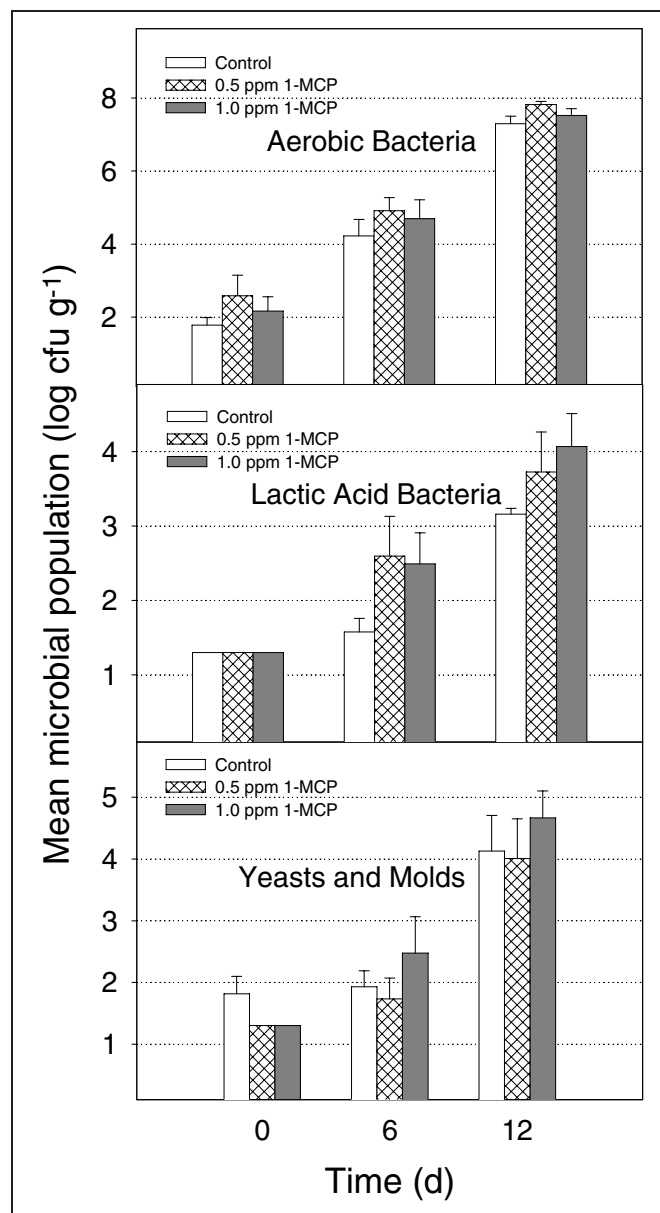 Mean microbial population (log cfu g-1)
Control
0.5 ppm 1-MCP
1.0 ppm 1-MCP
Aerobic Bacteria
8
6
4
2
Control
0.5 ppm 1-MCP
1.0 ppm 1-MCP
Lactic Acid Bacteria
4
3
2
1
Control
0.5 ppm 1-MCP
1.0 ppm 1-MCP
Yeasts and Molds
5
4
3
2
1
0 6 12
Time (d)